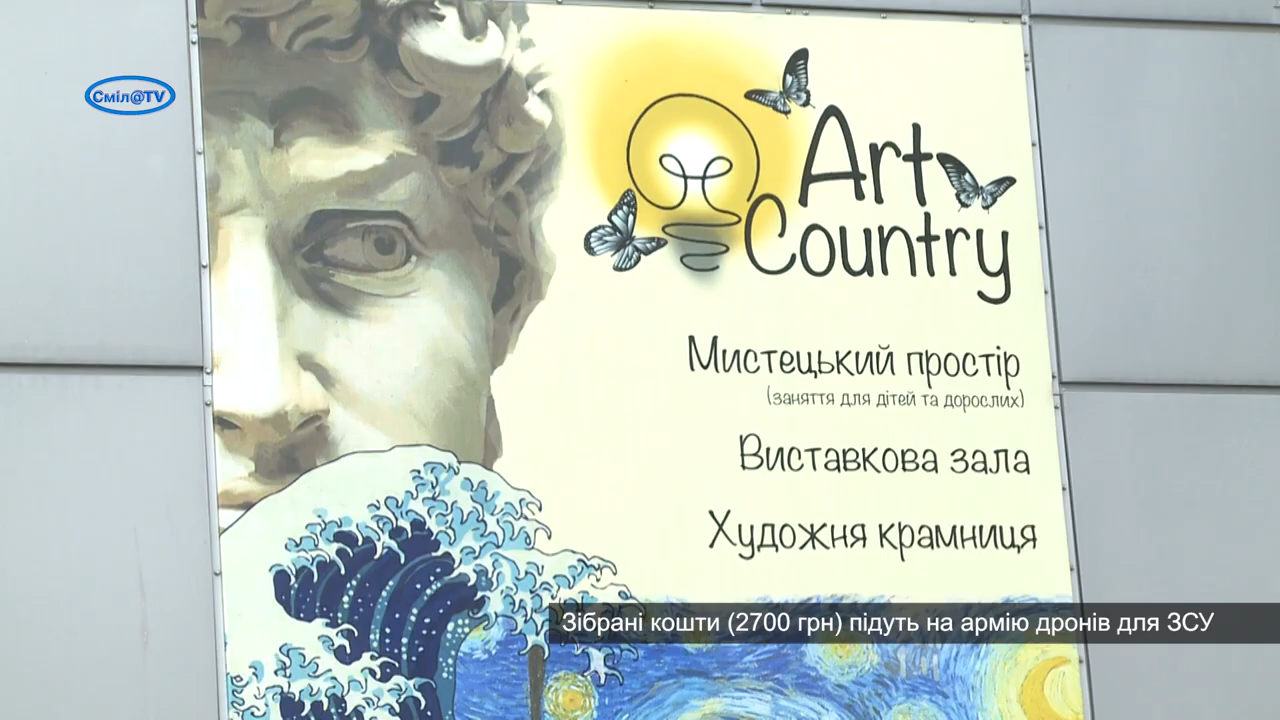 Сміл@TV
Art
Country
Мистецький простір
(заняття для дітей та дорослих)
Виставкова зала
Художня крамниця
Зібрані кошти (2700 грн) підуть на армію дронів для ЗСУ